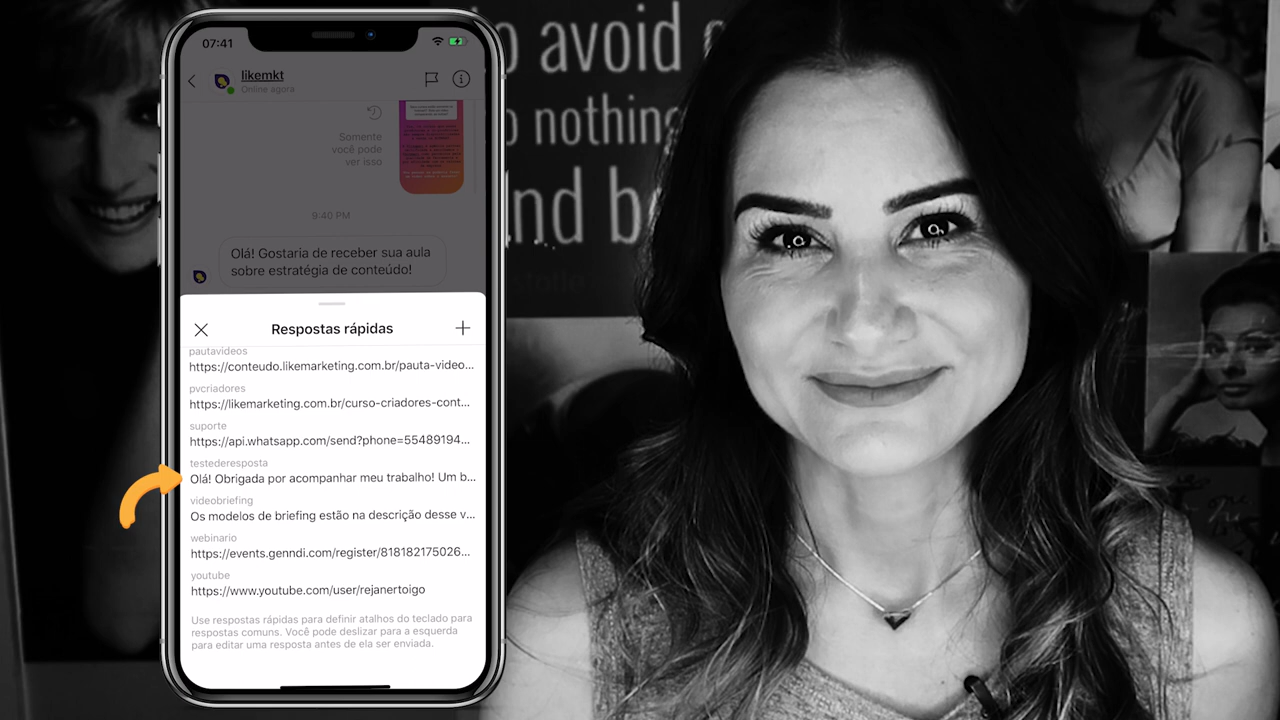 07:41
likemkt
Online agora
Somente
você pode
ver isso
9:40 PM
Olá! Gostaria de receber sua aula
sobre estratégia de conteúdo!
Respostas rápidas
pautavideos
https://conteudo.likemarketing.com.br/pauta-video...
pvcriadores
https://likemarketing.com.br/curso-criadores-cont...
suporte
https://api.whatsapp.com/send?phone=55489194...
testederesposta
Olá! Obrigada por acompanhar meu trabalho! Um b...
videobriefing
Os modelos de briefing estão na descrição desse v...
webinario
https://events.genndi.com/register/818182175026...
youtube
https://www.youtube.com/user/rejanertoigo
Use respostas rápidas para definir atalhos do teclado para
respostas comuns. Você pode deslizar para a esquerda
para editar uma resposta antes de ela ser enviada.
avoid
nothing